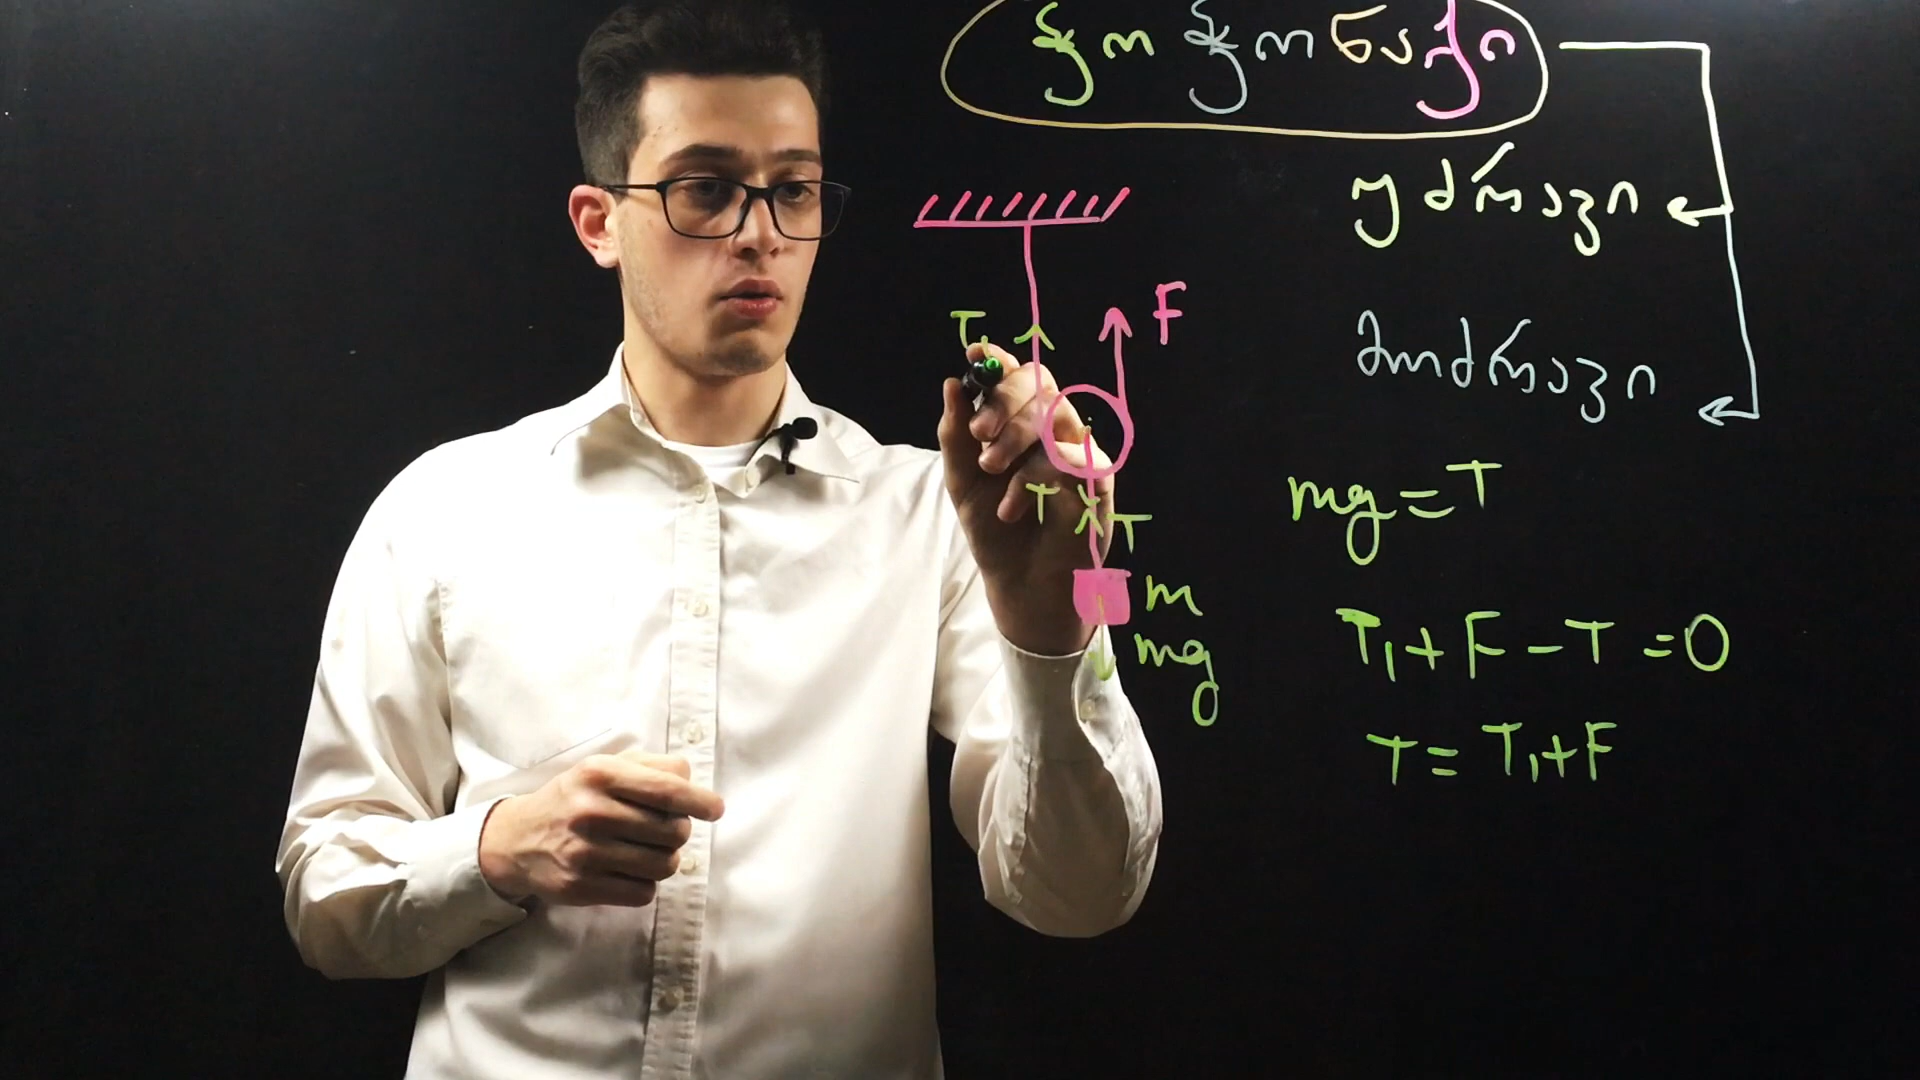 ჭოჭონაქი
უძრავი
მოძრავი
F
T₁
T
T
m
mg
mg = T
T₁ + F - T = 0
T = T₁ + F